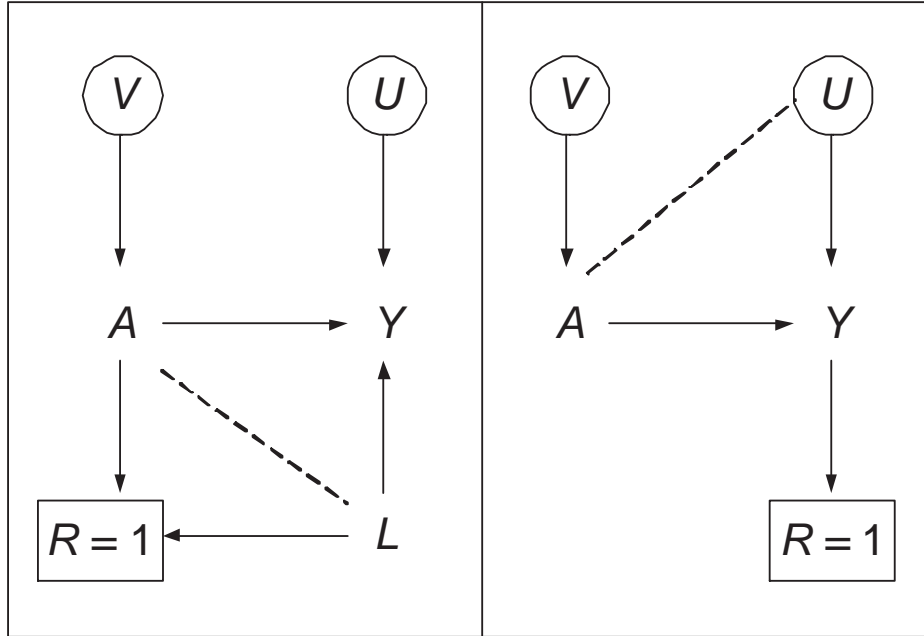 V U
A Y
R = 1 L
V U
A Y
R = 1